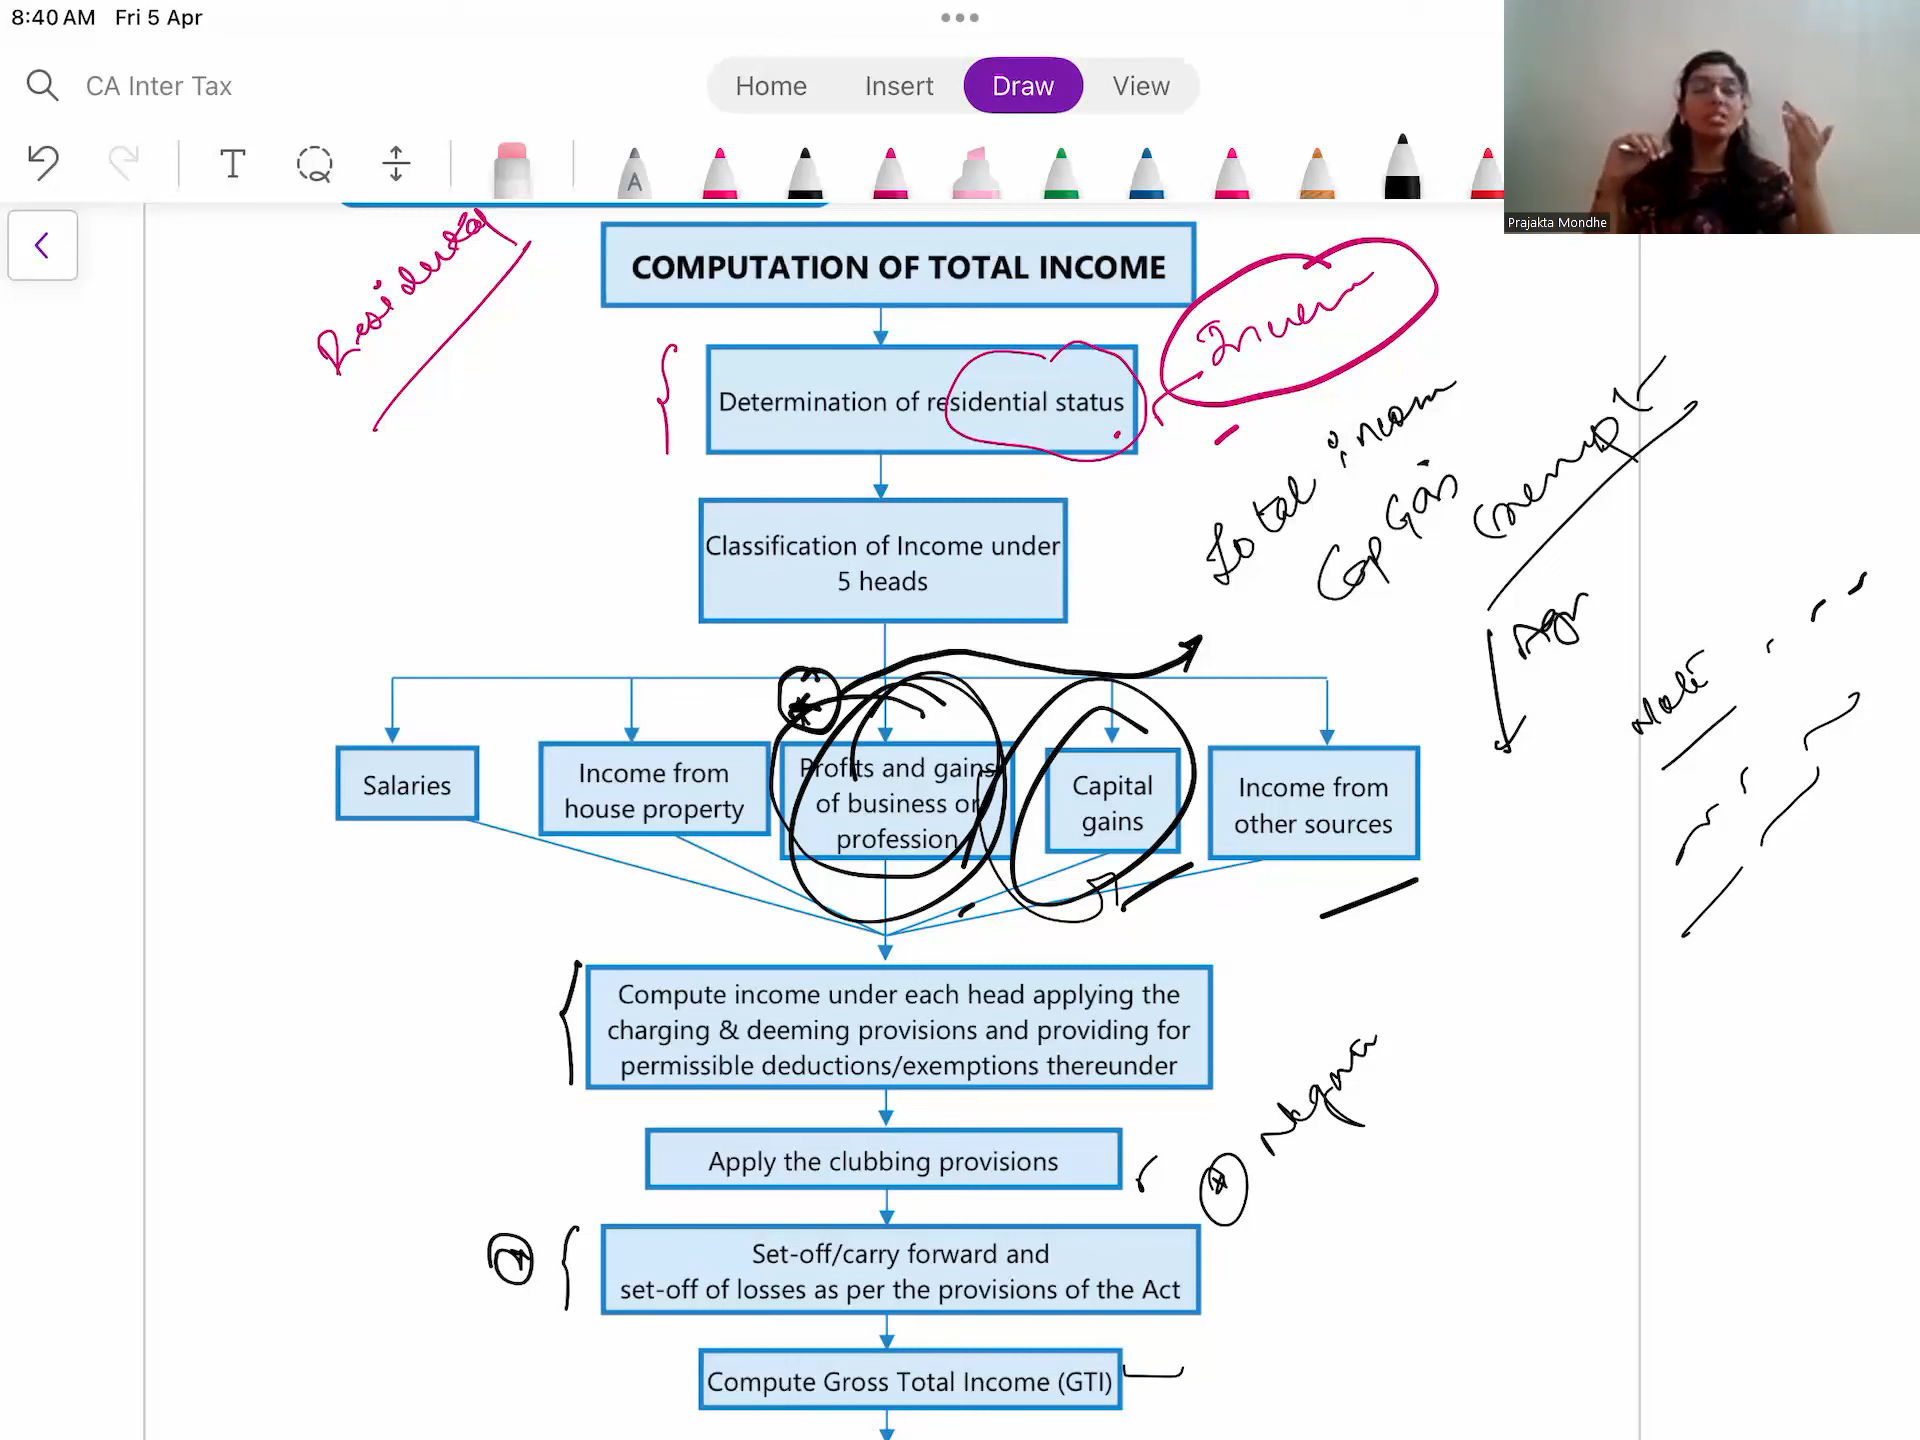 8:40 AM Fri 5 Apr
CA Inter Tax
Home Insert Draw View
T
A
Prajakta Mondhe
COMPUTATION OF TOTAL INCOME
Determination of residential status
Total income
Cap Gain
Agr
Classification of Income under
5 heads
Salaries
Income from
house property
Profits and gains
of business or
profession
Capital
gains
Income from
other sources
Compute income under each head applying the
charging & deeming provisions and providing for
permissible deductions/exemptions thereunder
Apply the clubbing provisions
Set-off/carry forward and
set-off of losses as per the provisions of the Act
Compute Gross Total Income (GTI)